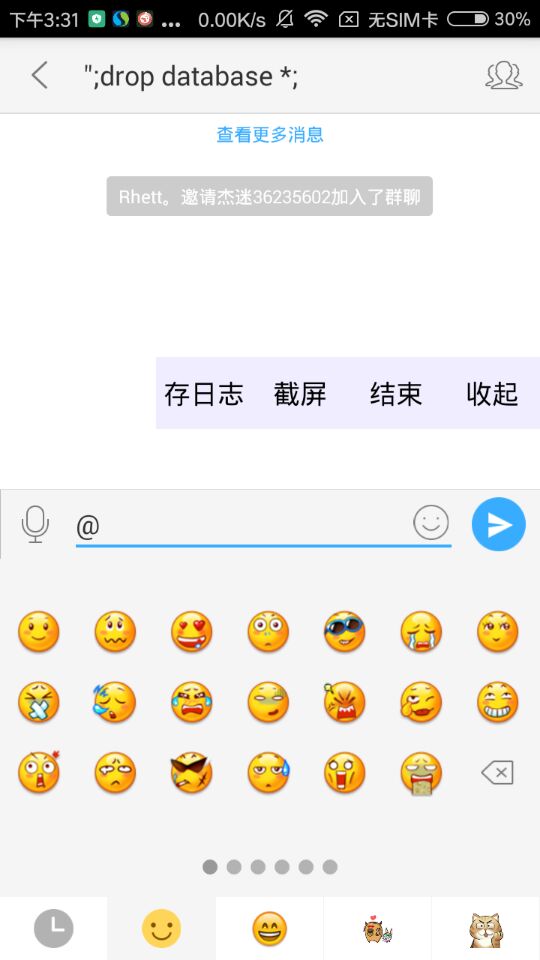 下午3:31 ... 0.00K/s 无SIM卡 30%
";drop database *;
查看更多消息
Rhett。邀请杰迷36235602加入了群聊
存日志 截屏 结束 收起
@